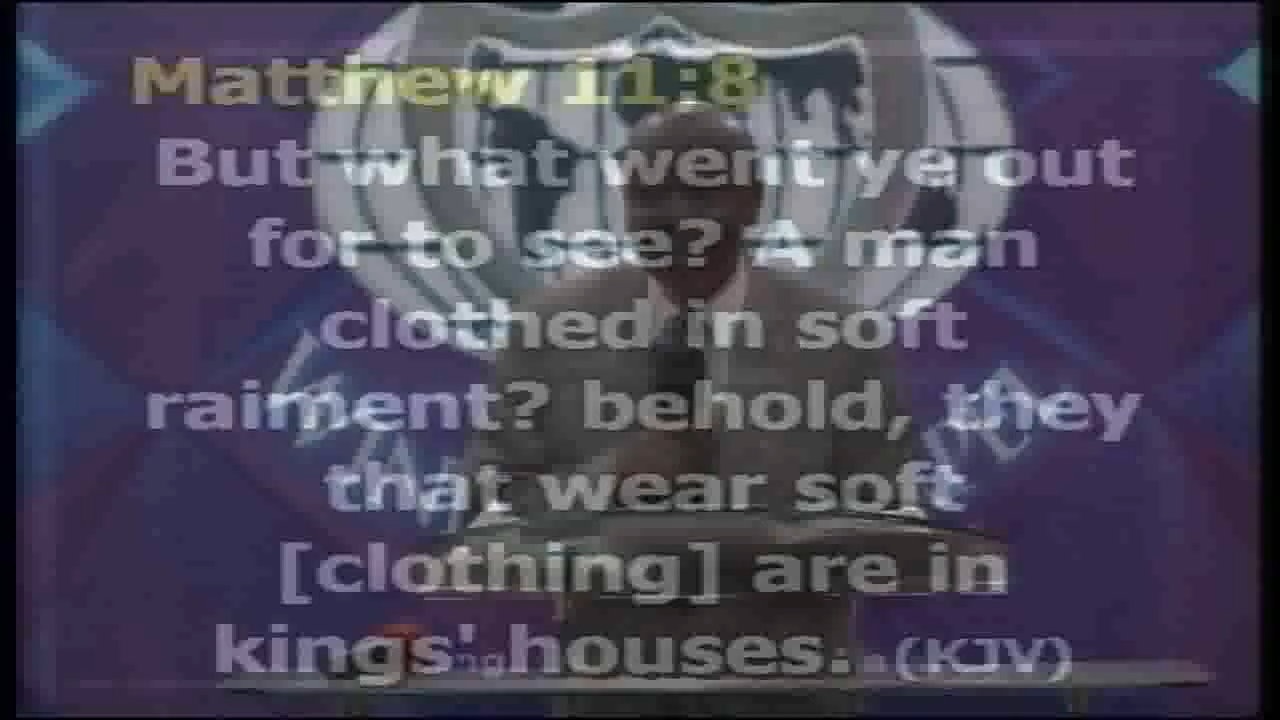 Matthew 11:8
But what went ye out
for to see? A man
clothed in soft
raiment? behold, they
that wear soft
[clothing] are in
kings' houses. (KJV)